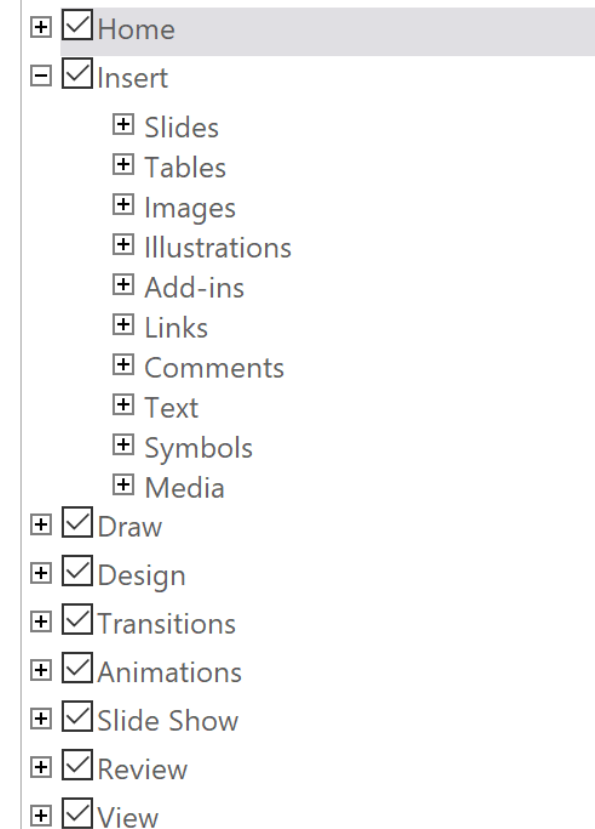 Home
Insert
Slides
Tables
Images
Illustrations
Add-ins
Links
Comments
Text
Symbols
Media
Draw
Design
Transitions
Animations
Slide Show
Review
View